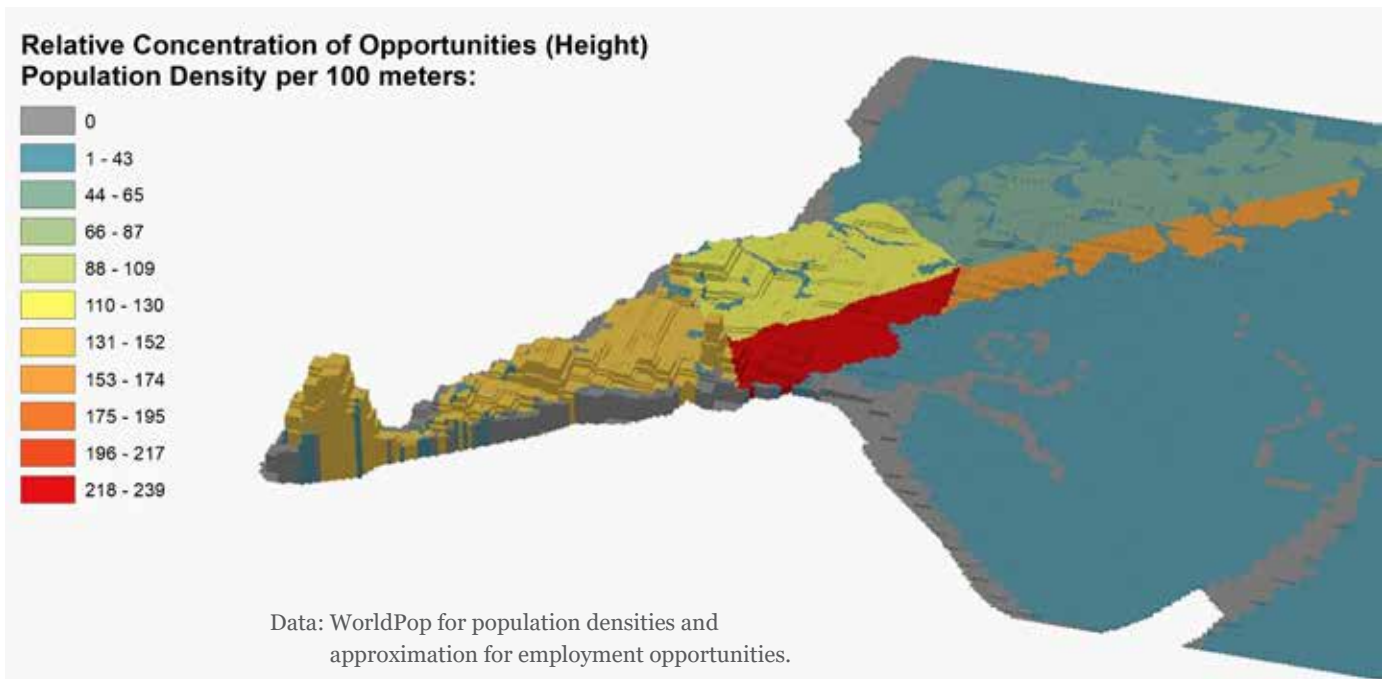 Relative Concentration of Opportunities (Height)
Population Density per 100 meters:
0
1 - 43
44 - 65
66 - 87
88 - 109
110 - 130
131 - 152
153 - 174
175 - 195
196 - 217
218 - 239
Data: WorldPop for population densities and
approximation for employment opportunities.